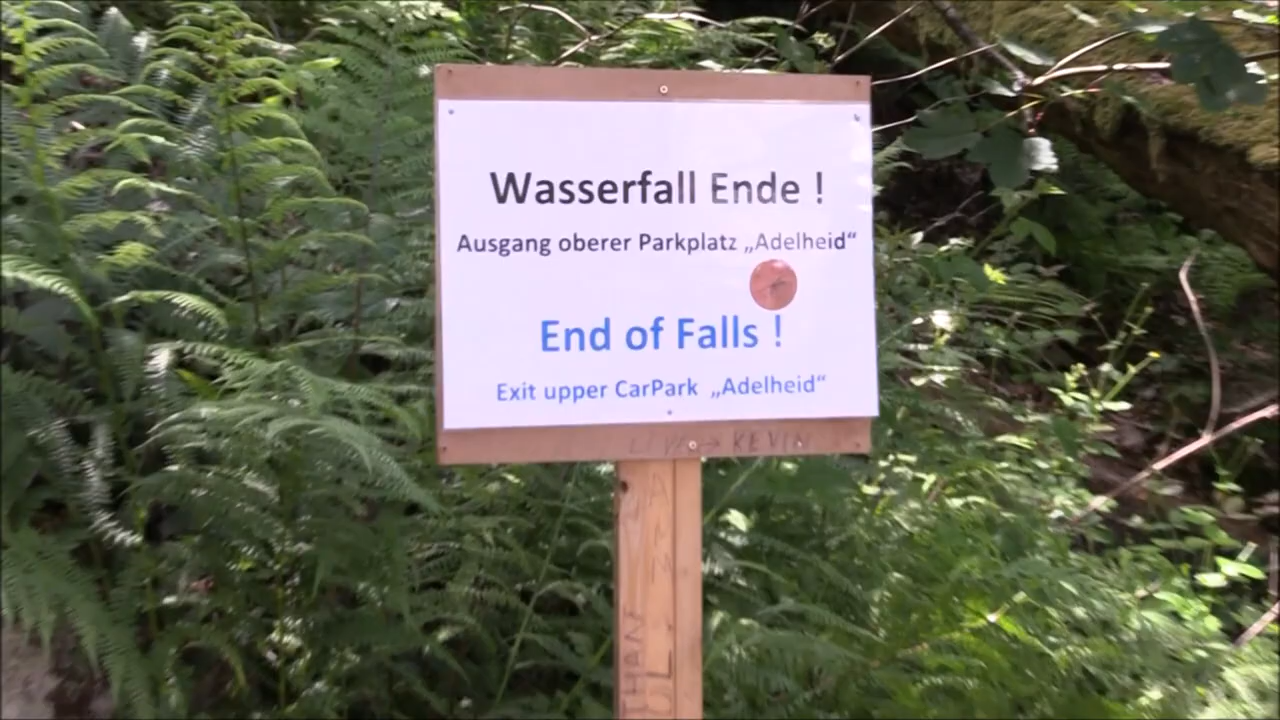 Wasserfall Ende !
Ausgang oberer Parkplatz „Adelheid“
End of Falls !
Exit upper CarPark „Adelheid“
KEVIN